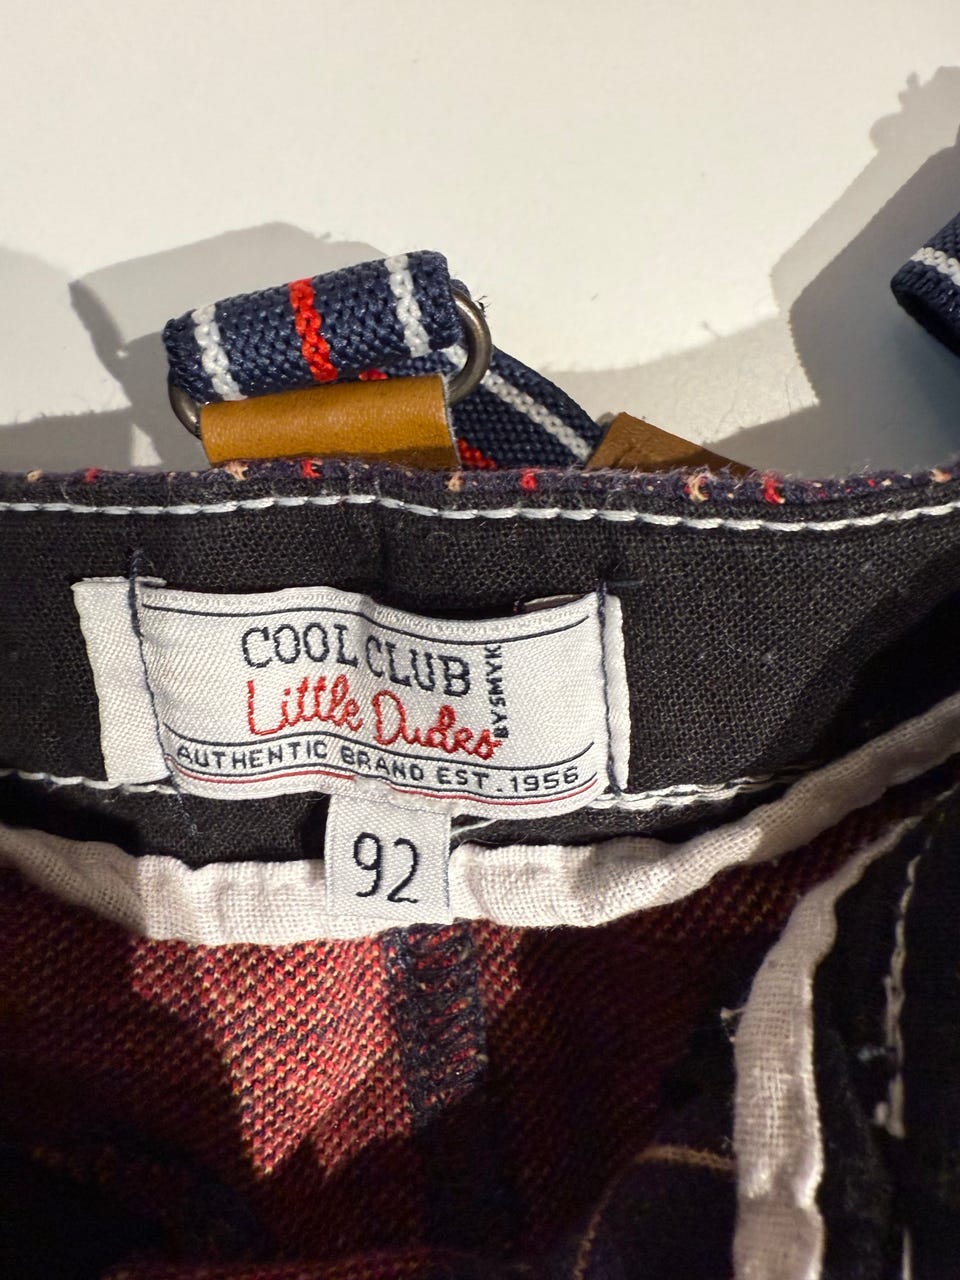 COOL CLUB
BY SMYK
Little Dudes
AUTHENTIC BRAND EST. 1956
92